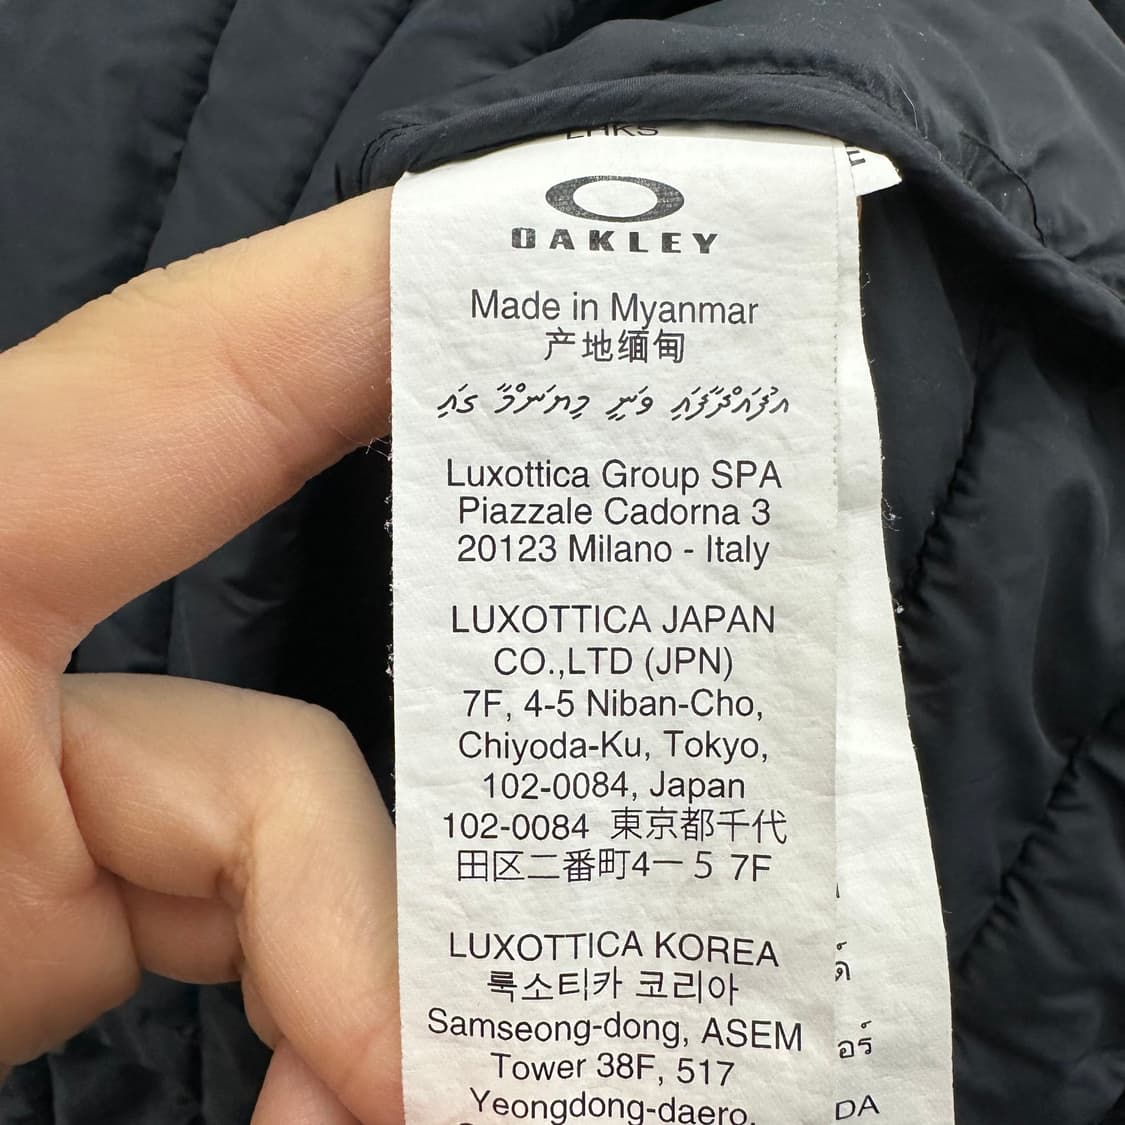 OAKLEY
Made in Myanmar
产地缅甸
އުފައްދާފައި ވަނީ މިޔަންމާ ގައި
Luxottica Group SPA
Piazzale Cadorna 3
20123 Milano - Italy
LUXOTTICA JAPAN
CO.,LTD (JPN)
7F, 4-5 Niban-Cho,
Chiyoda-Ku, Tokyo,
102-0084, Japan
102-0084 東京都千代
田区二番町4ー５ 7F
LUXOTTICA KOREA
룩소티카 코리아
Samseong-dong, ASEM
Tower 38F, 517
Yeongdong-daero,
DA